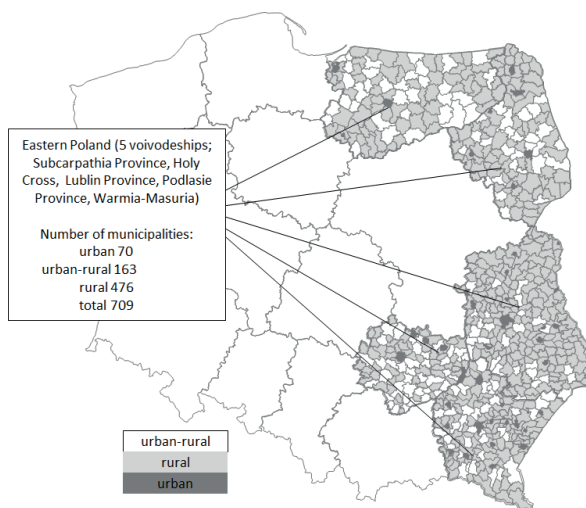 Eastern Poland (5 voivodeships;
Subcarpathia Province, Holy
Cross, Lublin Province, Podlasie
Province, Warmia-Masuria)
Number of municipalities:
urban 70
urban-rural 163
rural 476
total 709
urban-rural
rural
urban